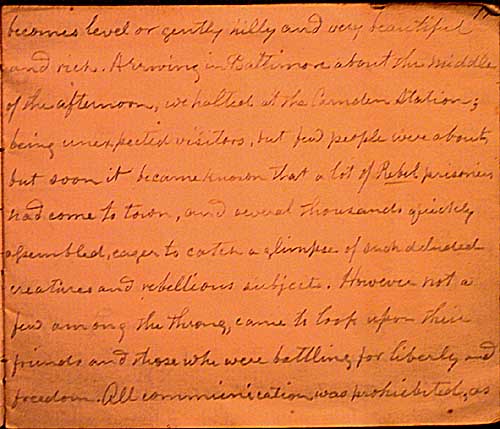 becomes level or gently hilly and very beautiful
and rich. Arriving in Baltimore about the middle
of the afternoon, we halted at the Camden Station;
being unexpected visitors, but few people were about,
but soon it became known that a lot of Rebel prisoners
had come to town, and several thousands quickly
assembled, eager to catch a glimpse of such deluded
creatures and rebellious subjects. However not a
few among the throng, came to look upon their
friends and those who were battling for liberty and
freedom. All communication was prohibited, as